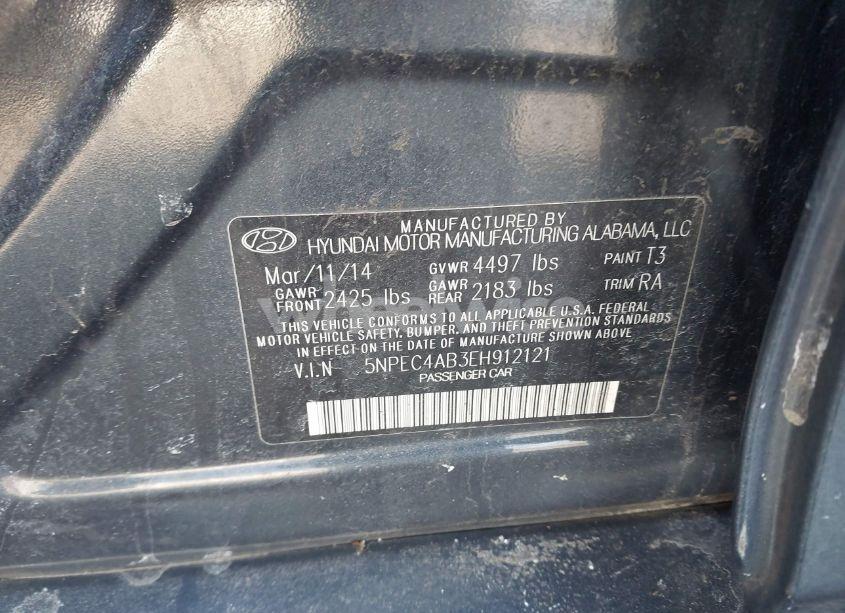 MANUFACTURED BY
HYUNDAI MOTOR MANUFACTURING ALABAMA, LLC
Mar/11/14 GVWR 4497 lbs PAINT T3
GAWR FRONT 2425 lbs GAWR REAR 2183 lbs TRIM RA
THIS VEHICLE CONFORMS TO ALL APPLICABLE U.S.A. FEDERAL
MOTOR VEHICLE SAFETY, BUMPER, AND THEFT PREVENTION STANDARDS
IN EFFECT ON THE DATE OF MANUFACTURE SHOWN ABOVE
V.I.N 5NPEC4AB3EH912121
PASSENGER CAR